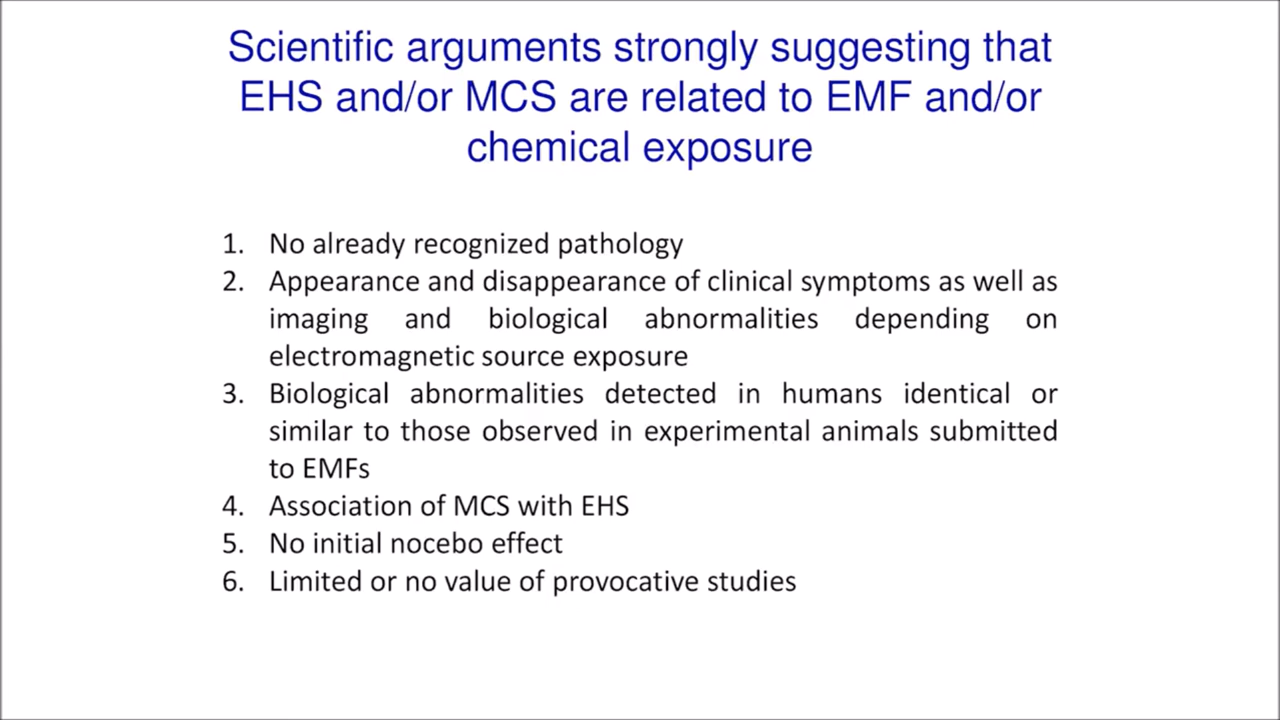 Scientific arguments strongly suggesting that
EHS and/or MCS are related to EMF and/or
chemical exposure
1. No already recognized pathology
2. Appearance and disappearance of clinical symptoms as well as
imaging and biological abnormalities depending on
electromagnetic source exposure
3. Biological abnormalities detected in humans identical or
similar to those observed in experimental animals submitted
to EMFs
4. Association of MCS with EHS
5. No initial nocebo effect
6. Limited or no value of provocative studies